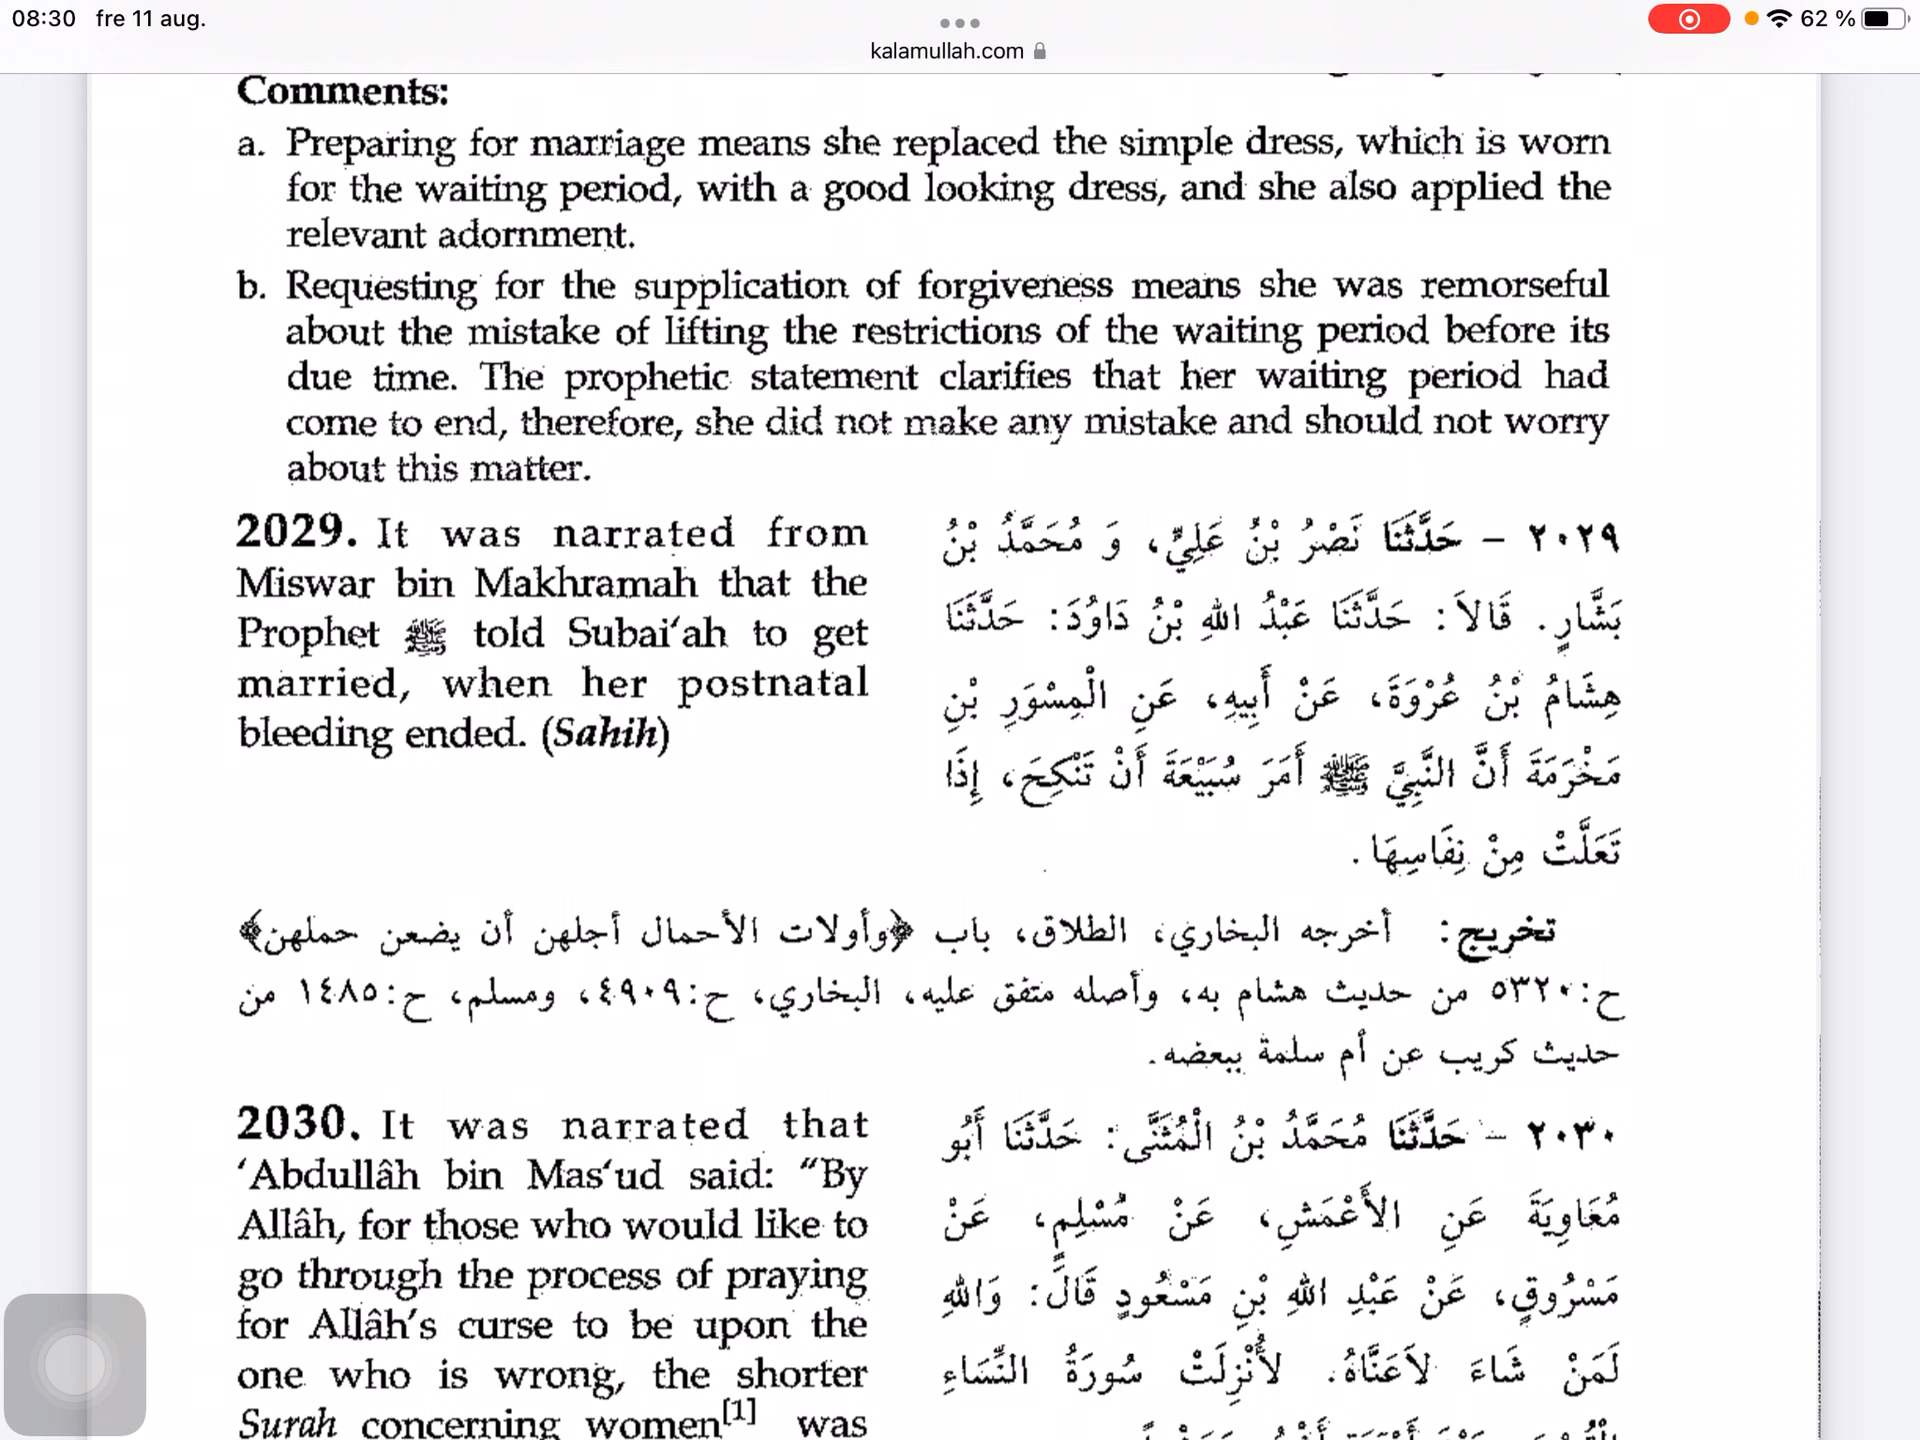 08:30 fre 11 aug.
62 %
kalamullah.com
Comments:
a. Preparing for marriage means she replaced the simple dress, which is worn
for the waiting period, with a good looking dress, and she also applied the
relevant adornment.
b. Requesting for the supplication of forgiveness means she was remorseful
about the mistake of lifting the restrictions of the waiting period before its
due time. The prophetic statement clarifies that her waiting period had
come to end, therefore, she did not make any mistake and should not worry
about this matter.
2029. It was narrated from
Miswar bin Makhramah that the
Prophet ﷺ told Subai‘ah to get
married, when her postnatal
bleeding ended. (Sahih)
٢٠٢٩ – حَدَّثَنَا نَصْرُ بْنُ عَلِيٍّ، وَ مُحَمَّدُ بْنُ
بَشَّارٍ. قَالاَ: حَدَّثَنَا عَبْدُ اللهِ بْنُ دَاوُدَ: حَدَّثَنَا
هِشَامُ بْنُ عُرْوَةَ، عَنْ أَبِيهِ، عَنِ الْمِسْوَرِ بْنِ
مَخْرَمَةَ أَنَّ النَّبِيَّ ﷺ أَمَرَ سُبَيْعَةَ أَنْ تَنْكِحَ، إِذَا
تَعَلَّتْ مِنْ نِفَاسِهَا.
تخريج: أخرجه البخاري، الطلاق، باب ﴿وأولات الأحمال أجلهن أن يضعن حملهن﴾
ح:٥٣٢٠ من حديث هشام به، وأصله متفق عليه، البخاري، ح:٤٩٠٩، ومسلم، ح:١٤٨٥ من
حديث كريب عن أم سلمة ببعضه.
2030. It was narrated that
‘Abdullâh bin Mas‘ud said: “By
Allâh, for those who would like to
go through the process of praying
for Allâh’s curse to be upon the
one who is wrong, the shorter
Surah concerning women[1] was
٢٠٣٠ – حَدَّثَنَا مُحَمَّدُ بْنُ الْمُثَنَّى: حَدَّثَنَا أَبُو
مُعَاوِيَةَ عَنِ الأَعْمَشِ، عَنْ مُسْلِمٍ، عَنْ
مَسْرُوقٍ، عَنْ عَبْدِ اللهِ بْنِ مَسْعُودٍ قَالَ: وَاللهِ
لَمَنْ شَاءَ لاَعَنَّاهُ. لأُنْزِلَتْ سُورَةُ النِّسَاءِ